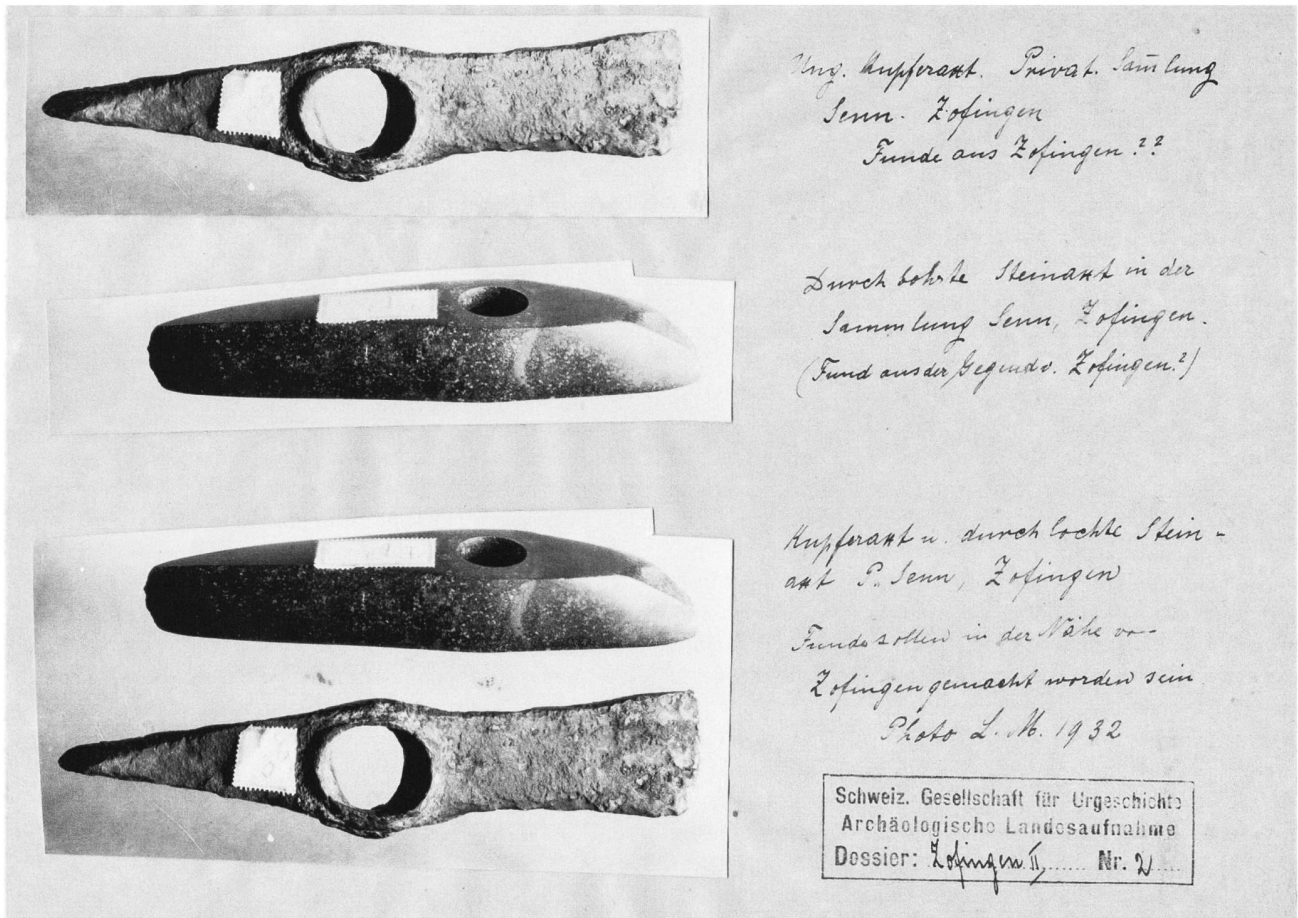 Ung. Kupferaxt. Privat. Sam̄lung
Senn. Zofingen
Funde aus Zofingen ??
Durchbohrte Steinaxt in der
Sammlung Senn, Zofingen.
(Fund aus der Gegend v. Zofingen?)
Kupferaxt u. durchlochte Stein-
axt P. Senn, Zofingen
Funde sollen in der Nähe von
Zofingen gemacht worden sein
Photo L. M. 1932
Schweiz. Gesellschaft für Urgeschichte
Archäologische Landesaufnahme
Dossier: Zofingen II, Nr. 2